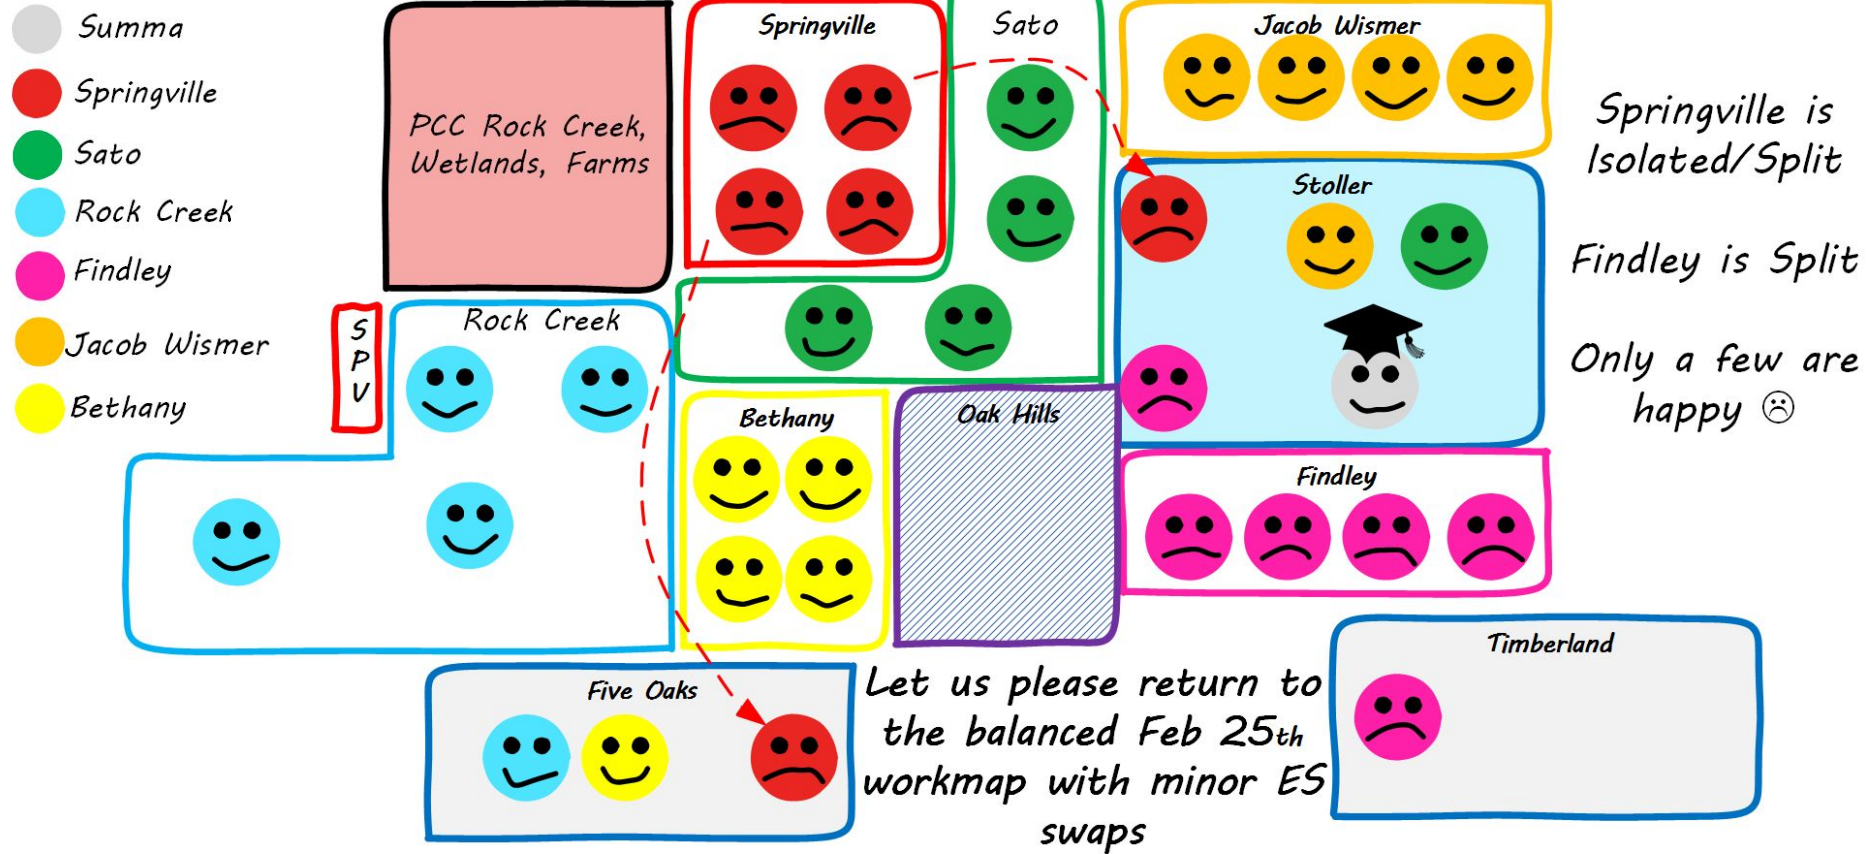 Summa
Springville
Sato
Rock Creek
Findley
Jacob Wismer
Bethany
PCC Rock Creek,
Wetlands, Farms
Springville
Sato
Jacob Wismer
Springville is
Isolated/Split
Findley is Split
Only a few are
happy ☹
Stoller
S
P
V
Rock Creek
Bethany
Oak Hills
Findley
Five Oaks
Let us please return to
the balanced Feb 25th
workmap with minor ES
swaps
Timberland